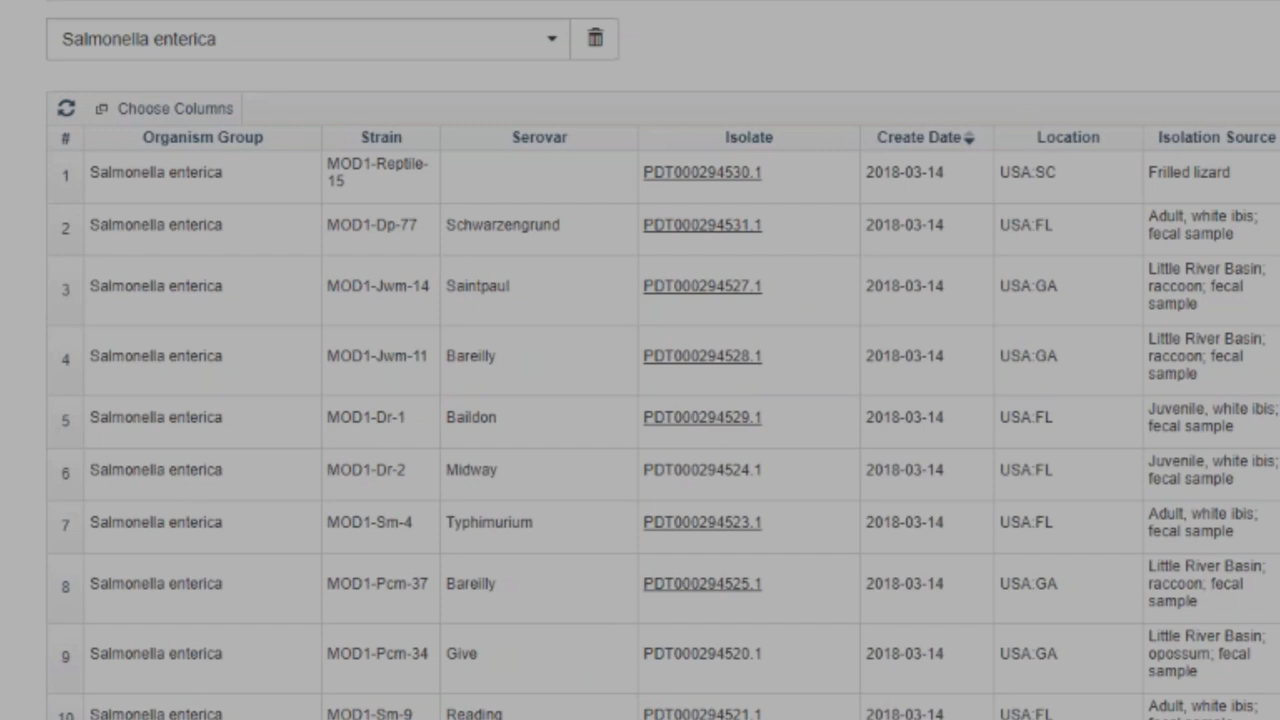 Salmonella enterica
Choose Columns
# Organism Group Strain Serovar Isolate Create Date Location Isolation Source
1 Salmonella enterica MOD1-Reptile-15 PDT000294530.1 2018-03-14 USA:SC Frilled lizard
2 Salmonella enterica MOD1-Dp-77 Schwarzengrund PDT000294531.1 2018-03-14 USA:FL Adult, white ibis; fecal sample
3 Salmonella enterica MOD1-Jwm-14 Saintpaul PDT000294527.1 2018-03-14 USA:GA Little River Basin; raccoon; fecal sample
4 Salmonella enterica MOD1-Jwm-11 Bareilly PDT000294528.1 2018-03-14 USA:GA Little River Basin; raccoon; fecal sample
5 Salmonella enterica MOD1-Dr-1 Baildon PDT000294529.1 2018-03-14 USA:FL Juvenile, white ibis; fecal sample
6 Salmonella enterica MOD1-Dr-2 Midway PDT000294524.1 2018-03-14 USA:FL Juvenile, white ibis; fecal sample
7 Salmonella enterica MOD1-Sm-4 Typhimurium PDT000294523.1 2018-03-14 USA:FL Adult, white ibis; fecal sample
8 Salmonella enterica MOD1-Pcm-37 Bareilly PDT000294525.1 2018-03-14 USA:GA Little River Basin; raccoon; fecal sample
9 Salmonella enterica MOD1-Pcm-34 Give PDT000294520.1 2018-03-14 USA:GA Little River Basin; opossum; fecal sample
10 Salmonella enterica MOD1-Sm-9 Reading PDT000294521.1 2018-03-14 USA:FL Adult, white ibis;